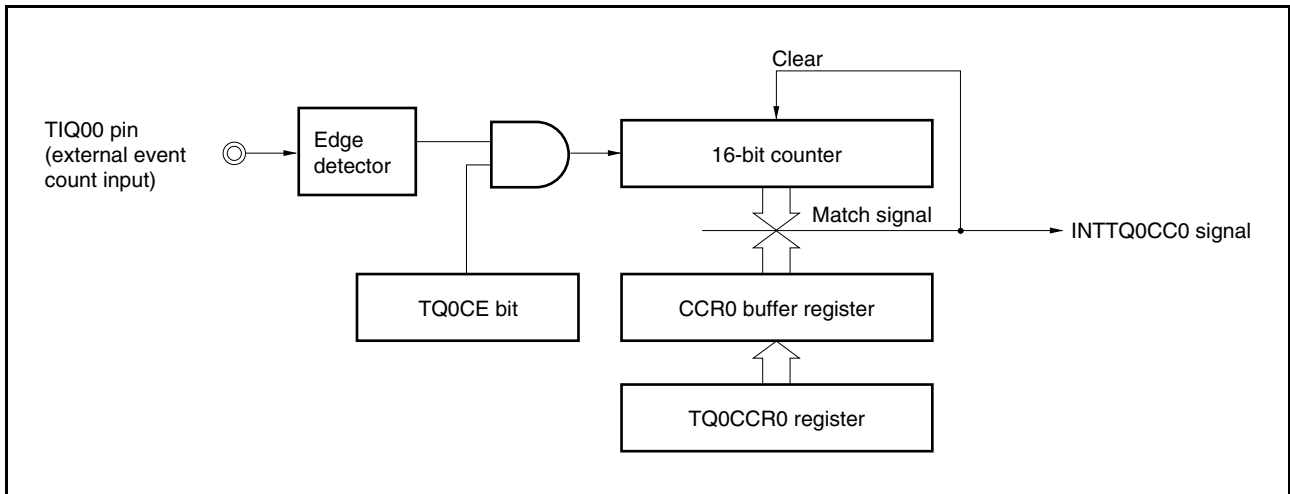 Clear
TIQ00 pin
(external event
count input)
Edge
detector
16-bit counter
Match signal
INTTQ0CC0 signal
TQ0CE bit
CCR0 buffer register
TQ0CCR0 register